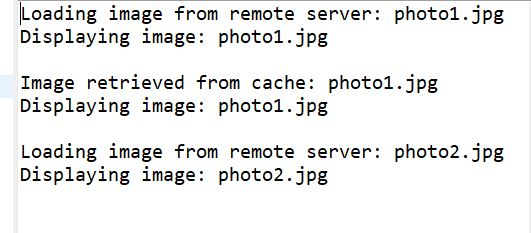 Loading image from remote server: photo1.jpg
Displaying image: photo1.jpg
Image retrieved from cache: photo1.jpg
Displaying image: photo1.jpg
Loading image from remote server: photo2.jpg
Displaying image: photo2.jpg